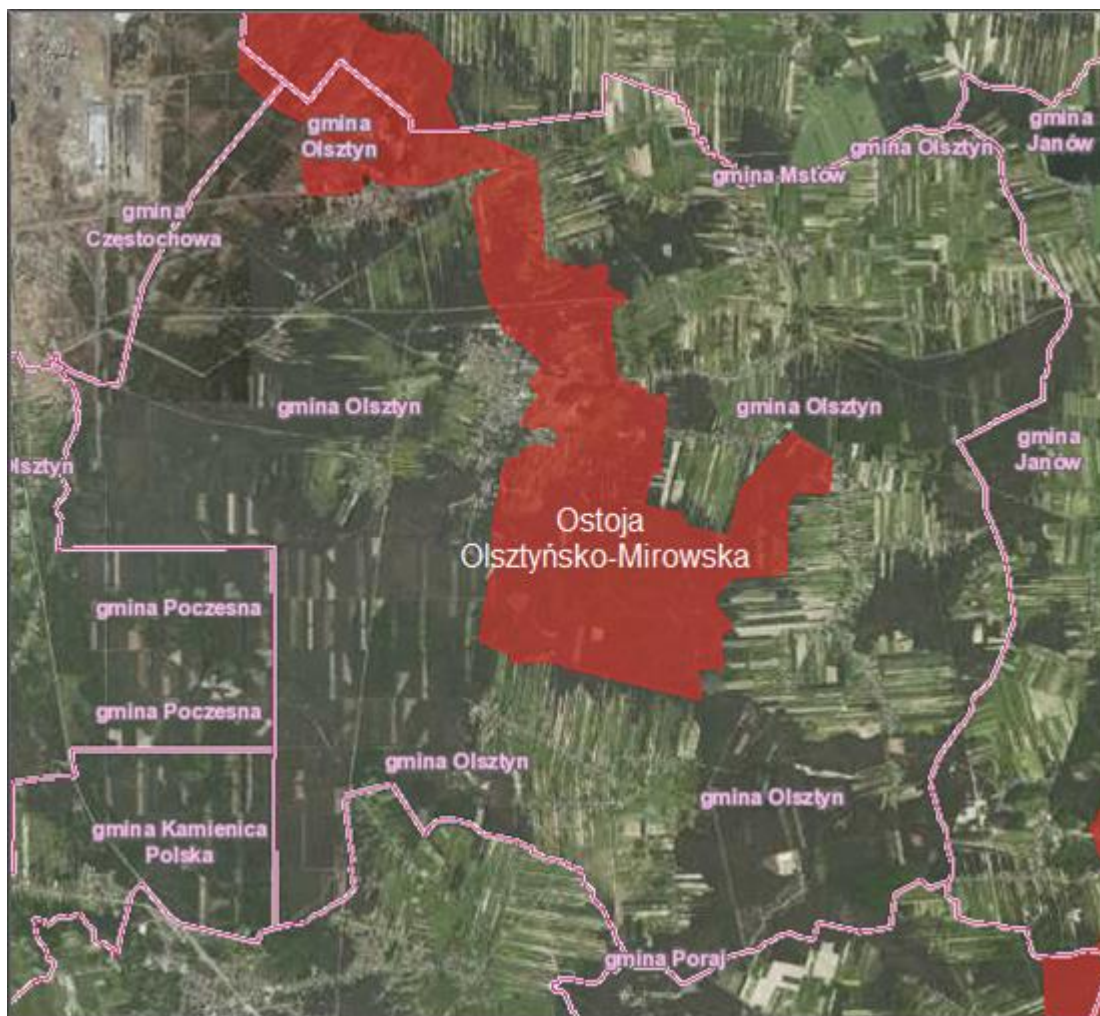 gmina
Olsztyn
gmina
Janów
gmina Olsztyn
gmina Mstów
gmina
Częstochowa
gmina Olsztyn
gmina Olsztyn
gmina
Janów
lsztyn
Ostoja
Olsztyńsko-Mirowska
gmina Poczesna
gmina Poczesna
gmina Olsztyn
gmina Olsztyn
gmina Kamienica
Polska
gmina Poraj